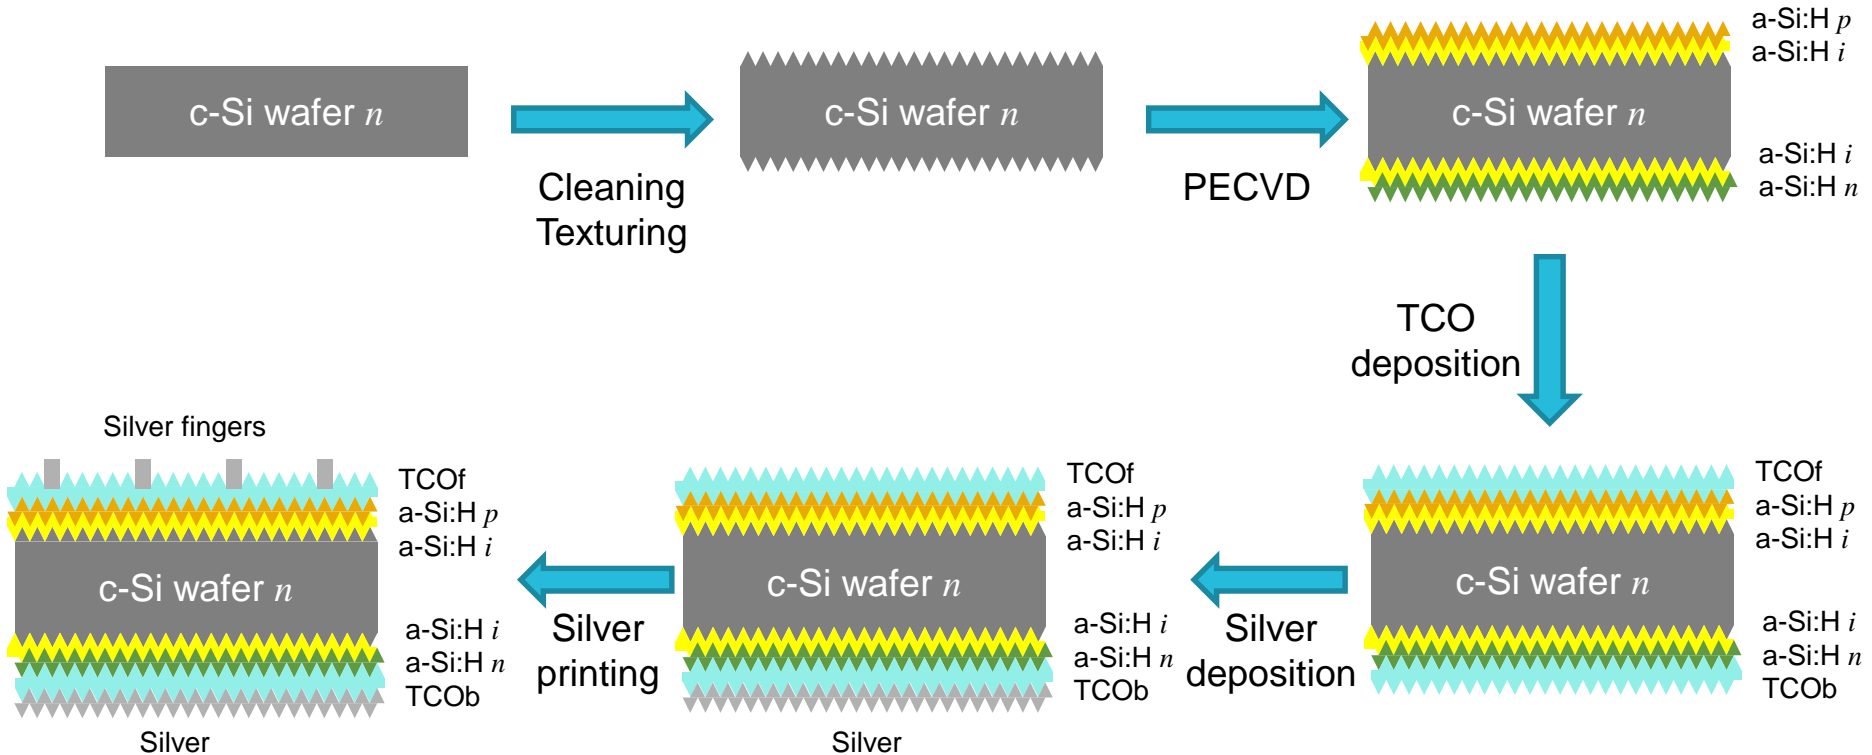 c-Si wafer n
Cleaning
Texturing
c-Si wafer n
PECVD
a-Si:H p
a-Si:H i
c-Si wafer n
a-Si:H i
a-Si:H n
TCO
deposition
TCOf
a-Si:H p
a-Si:H i
c-Si wafer n
a-Si:H i
a-Si:H n
TCOb
Silver
deposition
TCOf
a-Si:H p
a-Si:H i
c-Si wafer n
a-Si:H i
a-Si:H n
TCOb
Silver
Silver
printing
Silver fingers
TCOf
a-Si:H p
a-Si:H i
c-Si wafer n
a-Si:H i
a-Si:H n
TCOb
Silver